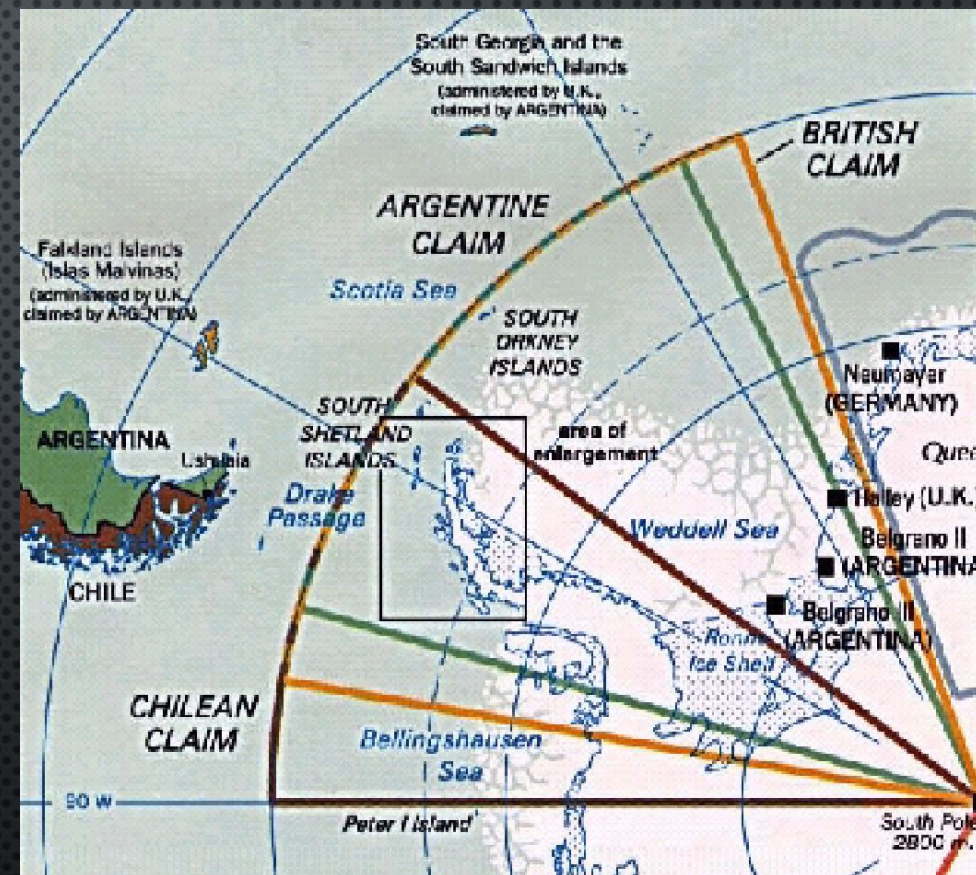 South Georgia and the
South Sandwich Islands
(administered by U.K.,
claimed by ARGENTINA)
BRITISH
CLAIM
ARGENTINE
CLAIM
Falkland Islands
(Islas Malvinas)
(administered by U.K.,
claimed by ARGENTINA)
Scotia Sea
SOUTH
ORKNEY
ISLANDS
Neumayer
(GERMANY)
SOUTH
SHETLAND
ISLANDS
area of
enlargement
ARGENTINA
Ushuaia
Quee
Drake
Passage
Halley (U.K.)
Weddell Sea
Belgrano II
(ARGENTINA
CHILE
Belgrano III
(ARGENTINA)
Ronne
Ice Shelf
CHILEAN
CLAIM
Bellingshausen
Sea
90 W
Peter I Island
South Pole
2800 m.